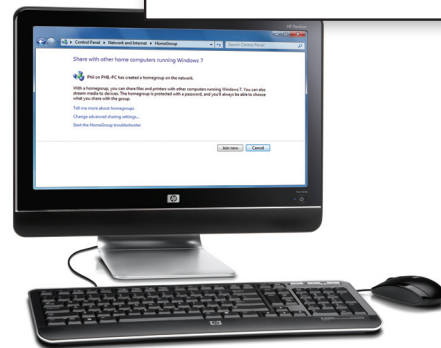 HP Pavilion
Control Panel ▸ Network and Internet ▸ HomeGroup
Search Control Panel
Share with other home computers running Windows 7
Phil on PHIL-PC has created a homegroup on the network.
With a homegroup, you can share files and printers with other computers running Windows 7. You can also
stream media to devices. The homegroup is protected with a password, and you'll always be able to choose
what you share with the group.
Tell me more about homegroups
Change advanced sharing settings...
Start the HomeGroup troubleshooter
Join now Cancel
hp
hp